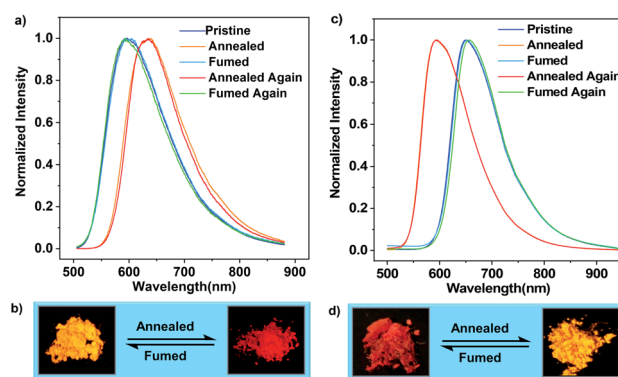 a)
Normalized Intensity
1.0
0.8
0.6
0.4
0.2
0.0
500 600 700 800 900
Wavelength(nm)
Pristine
Annealed
Fumed
Annealed Again
Fumed Again
c)
Normalized Intensity
1.0
0.8
0.6
0.4
0.2
0.0
500 600 700 800 900
Wavelength(nm)
Pristine
Annealed
Fumed
Annealed Again
Fumed Again
b)
Annealed
Fumed
d)
Annealed
Fumed